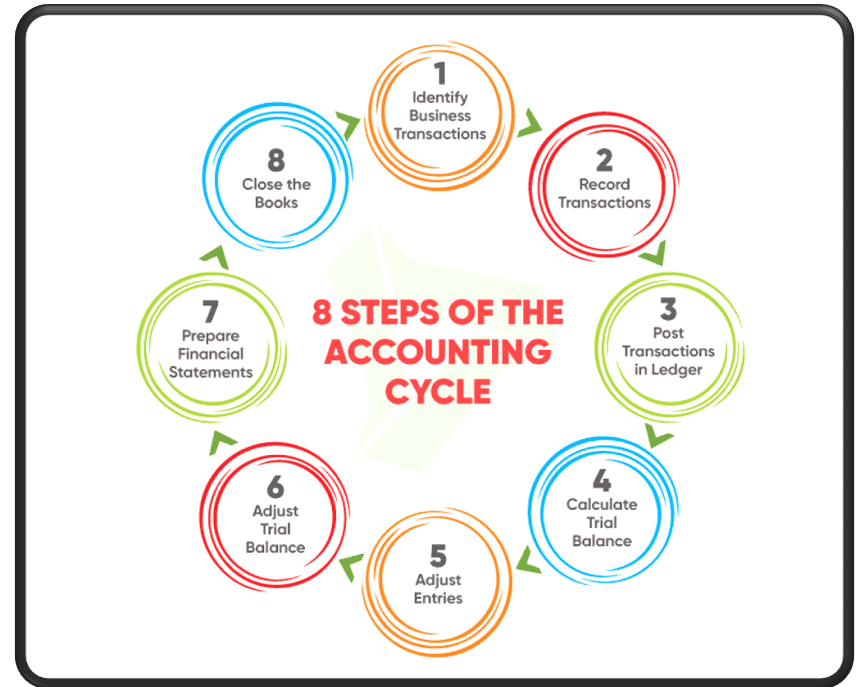 1
Identify
Business
Transactions
2
Record
Transactions
3
Post
Transactions
in Ledger
4
Calculate
Trial
Balance
5
Adjust
Entries
6
Adjust
Trial
Balance
7
Prepare
Financial
Statements
8
Close the
Books
8 STEPS OF THE
ACCOUNTING
CYCLE